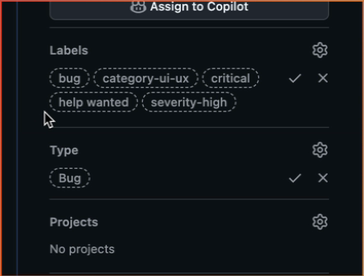 Assign to Copilot
Labels
bug category-ui-ux critical
help wanted severity-high
Type
Bug
Projects
No projects